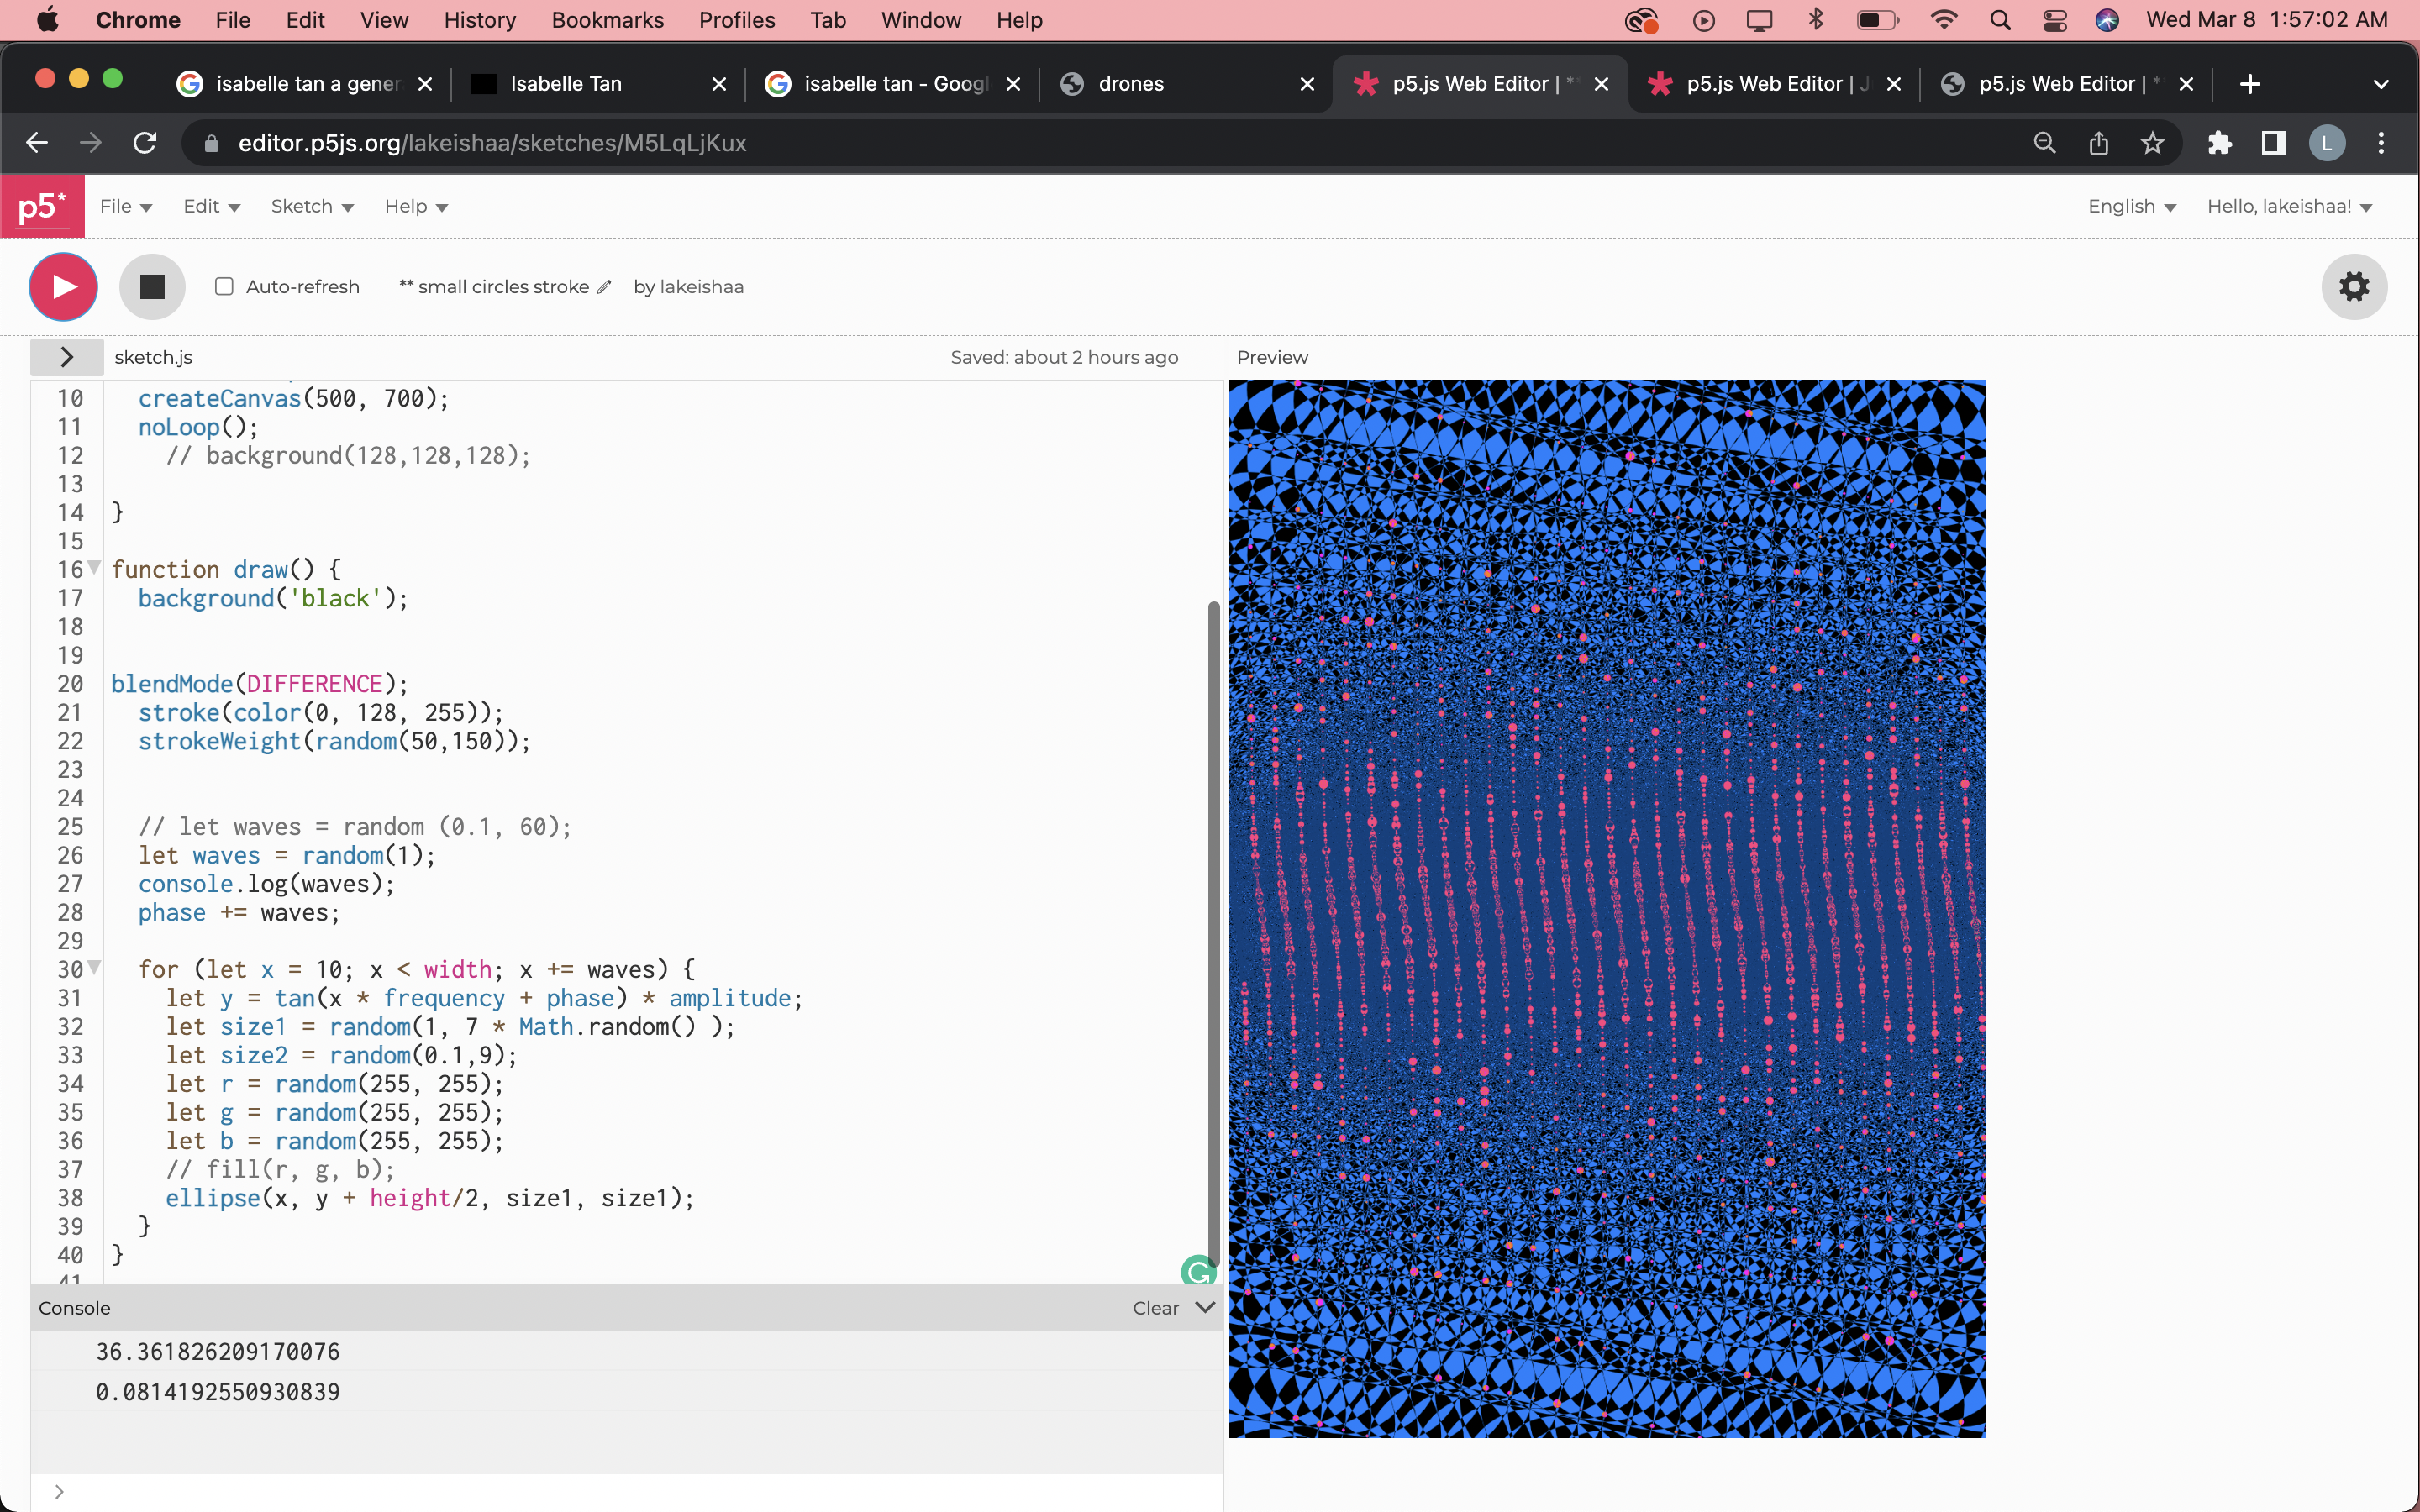 Chrome File Edit View History Bookmarks Profiles Tab Window Help Wed Mar 8 1:57:02 AM
isabelle tan a gener Isabelle Tan isabelle tan - Googl drones p5.js Web Editor | * p5.js Web Editor | J p5.js Web Editor | *
editor.p5js.org/lakeishaa/sketches/M5LqLjKux L
p5* File Edit Sketch Help English Hello, lakeishaa!
Auto-refresh ** small circles stroke by lakeishaa
sketch.js Saved: about 2 hours ago Preview
10 createCanvas(500, 700);
11 noLoop();
12 // background(128,128,128);
13
14 }
15
16 function draw() {
17 background('black');
18
19
20 blendMode(DIFFERENCE);
21 stroke(color(0, 128, 255));
22 strokeWeight(random(50,150));
23
24
25 // let waves = random (0.1, 60);
26 let waves = random(1);
27 console.log(waves);
28 phase += waves;
29
30 for (let x = 10; x < width; x += waves) {
31 let y = tan(x * frequency + phase) * amplitude;
32 let size1 = random(1, 7 * Math.random() );
33 let size2 = random(0.1,9);
34 let r = random(255, 255);
35 let g = random(255, 255);
36 let b = random(255, 255);
37 // fill(r, g, b);
38 ellipse(x, y + height/2, size1, size1);
39 }
40 }
41
Console Clear
36.361826209170076
0.0814192550930839
>